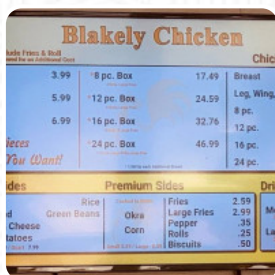 Blakely Chicken
Fries & Roll
Chic
3.99 *8 pc. Box 17.49 Breast
5.99 *12 pc. Box 24.59 Leg, Wing,
8 pc.
6.99 *16 pc. Box 32.76 12 pc.
*24 pc. Box 46.99 16 pc.
ieces
You Want! 24 pc.
ides Premium Sides Dri
Rice Fries 2.59
Green Beans Okra Large Fries 2.99
Cheese Pepper .35
Corn Rolls .25
tatoes Biscuits .50